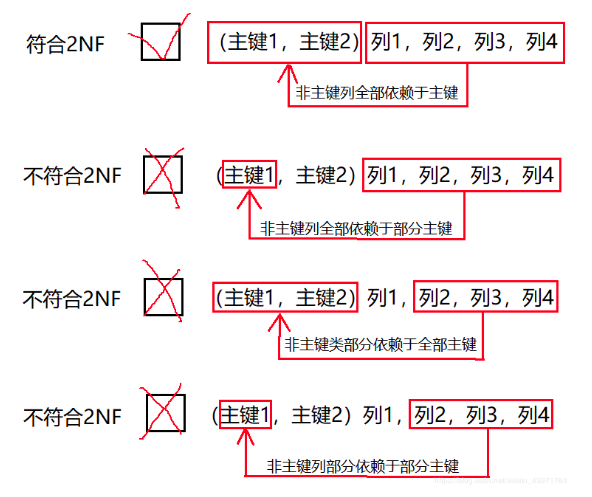 符合2NF (主键1，主键2) 列1，列2，列3，列4
非主键列全部依赖于主键
不符合2NF (主键1，主键2) 列1，列2，列3，列4
非主键列全部依赖于部分主键
不符合2NF (主键1，主键2) 列1，列2，列3，列4
非主键类部分依赖于全部主键
不符合2NF (主键1，主键2) 列1，列2，列3，列4
非主键列部分依赖于部分主键